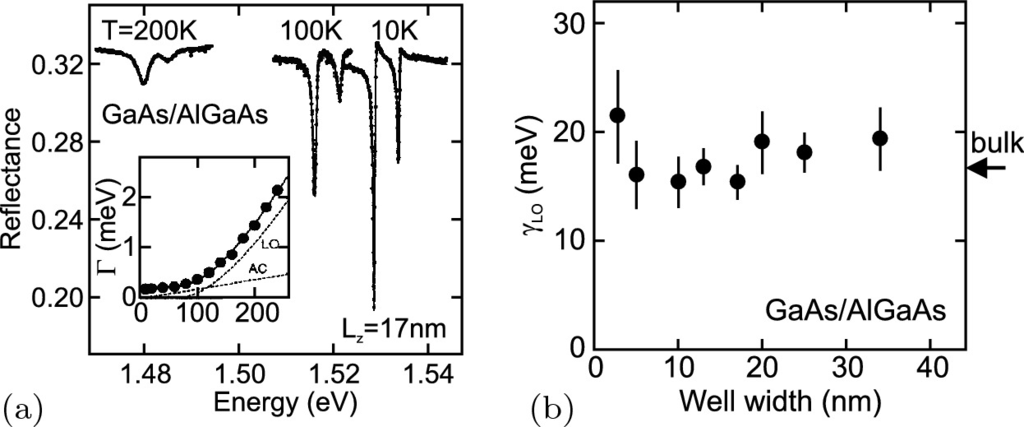 T=200K 100K 10K
0.32
GaAs/AlGaAs
0.28
0.24
0.20
Reflectance
2
1
0
Γ (meV)
LO
AC
0 100 200
L_z=17nm
1.48 1.50 1.52 1.54
(a) Energy (eV)
30
20
10
0
γ_LO (meV)
bulk
GaAs/AlGaAs
0 10 20 30 40
(b) Well width (nm)